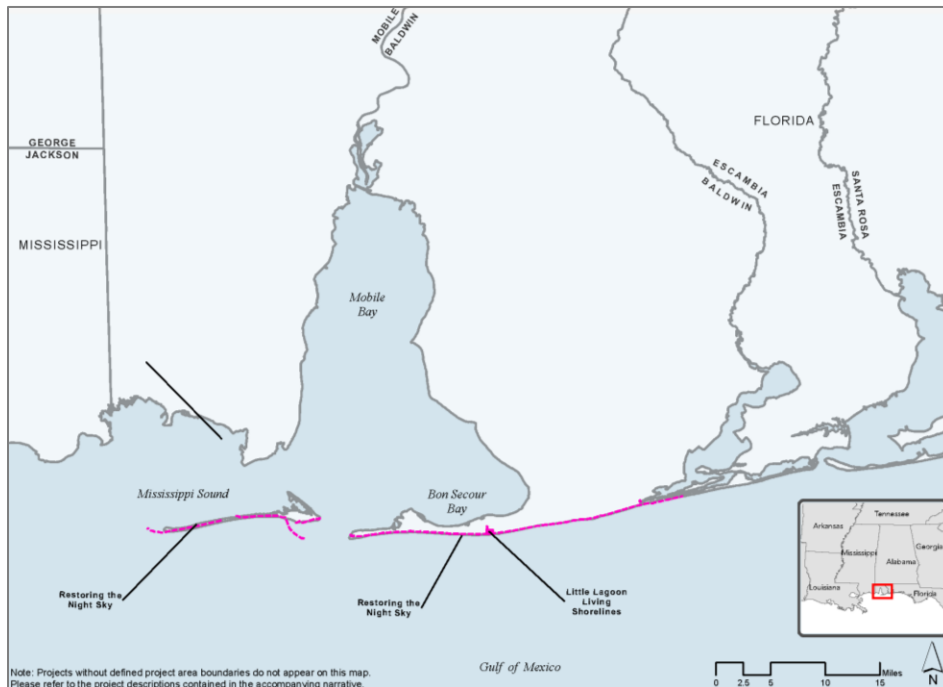 MOBILE
BALDWIN
FLORIDA
GEORGE
JACKSON
ESCAMBIA
BALDWIN
SANTA ROSA
ESCAMBIA
MISSISSIPPI
Mobile
Bay
Mississippi Sound
Bon Secour
Bay
Restoring the
Night Sky
Restoring the
Night Sky
Little Lagoon
Living
Shorelines
Arkansas
Tennessee
Mississippi
Alabama
Georgia
Louisiana
Florida
Gulf of Mexico
Miles
0 2.5 5 10 15
N
Note: Projects without defined project area boundaries do not appear on this map.
Please refer to the project descriptions contained in the accompanying narrative.